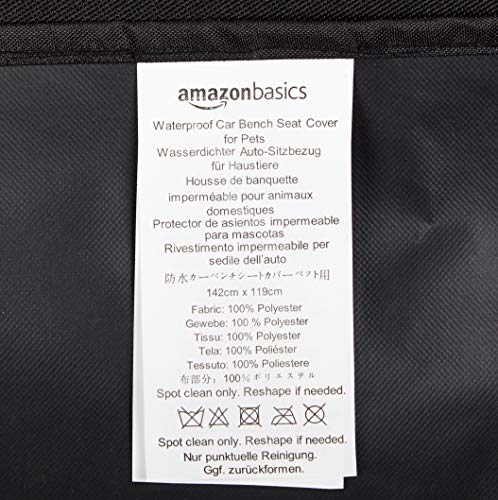 amazonbasics
Waterproof Car Bench Seat Cover
for Pets
Wasserdichter Auto-Sitzbezug
für Haustiere
Housse de banquette
imperméable pour animaux
domestiques
Protector de asientos impermeable
para mascotas
Rivestimento impermeabile per
sedile dell'auto
防水カーベンチシートカバーペット用
142cm x 119cm
Fabric: 100% Polyester
Gewebe: 100 % Polyester
Tissu: 100% Polyester
Tela: 100% Poliéster
Tessuto: 100% Poliestere
布部分: 100%ポリエステル
Spot clean only. Reshape if needed.
Spot clean only. Reshape if needed.
Nur punktuelle Reinigung.
Ggf. zurückformen.